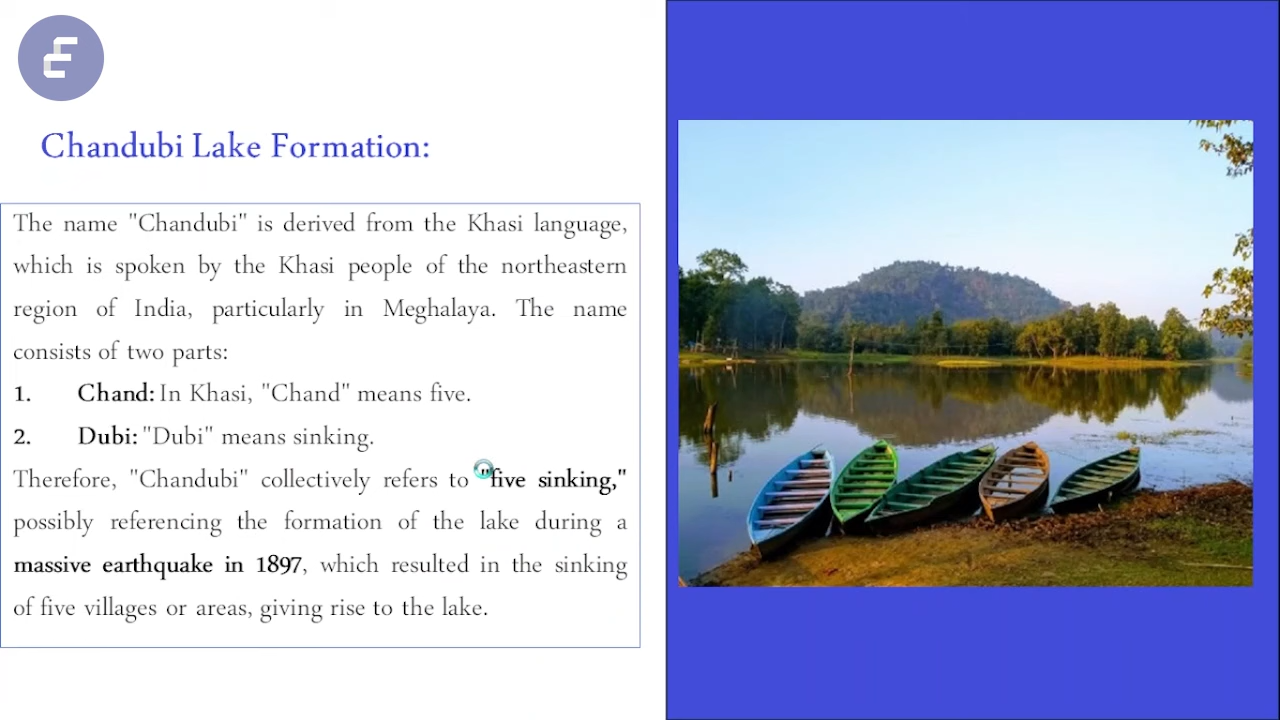 Chandubi Lake Formation:
The name "Chandubi" is derived from the Khasi language,
which is spoken by the Khasi people of the northeastern
region of India, particularly in Meghalaya. The name
consists of two parts:
1. Chand: In Khasi, "Chand" means five.
2. Dubi: "Dubi" means sinking.
Therefore, "Chandubi" collectively refers to "five sinking,"
possibly referencing the formation of the lake during a
massive earthquake in 1897, which resulted in the sinking
of five villages or areas, giving rise to the lake.